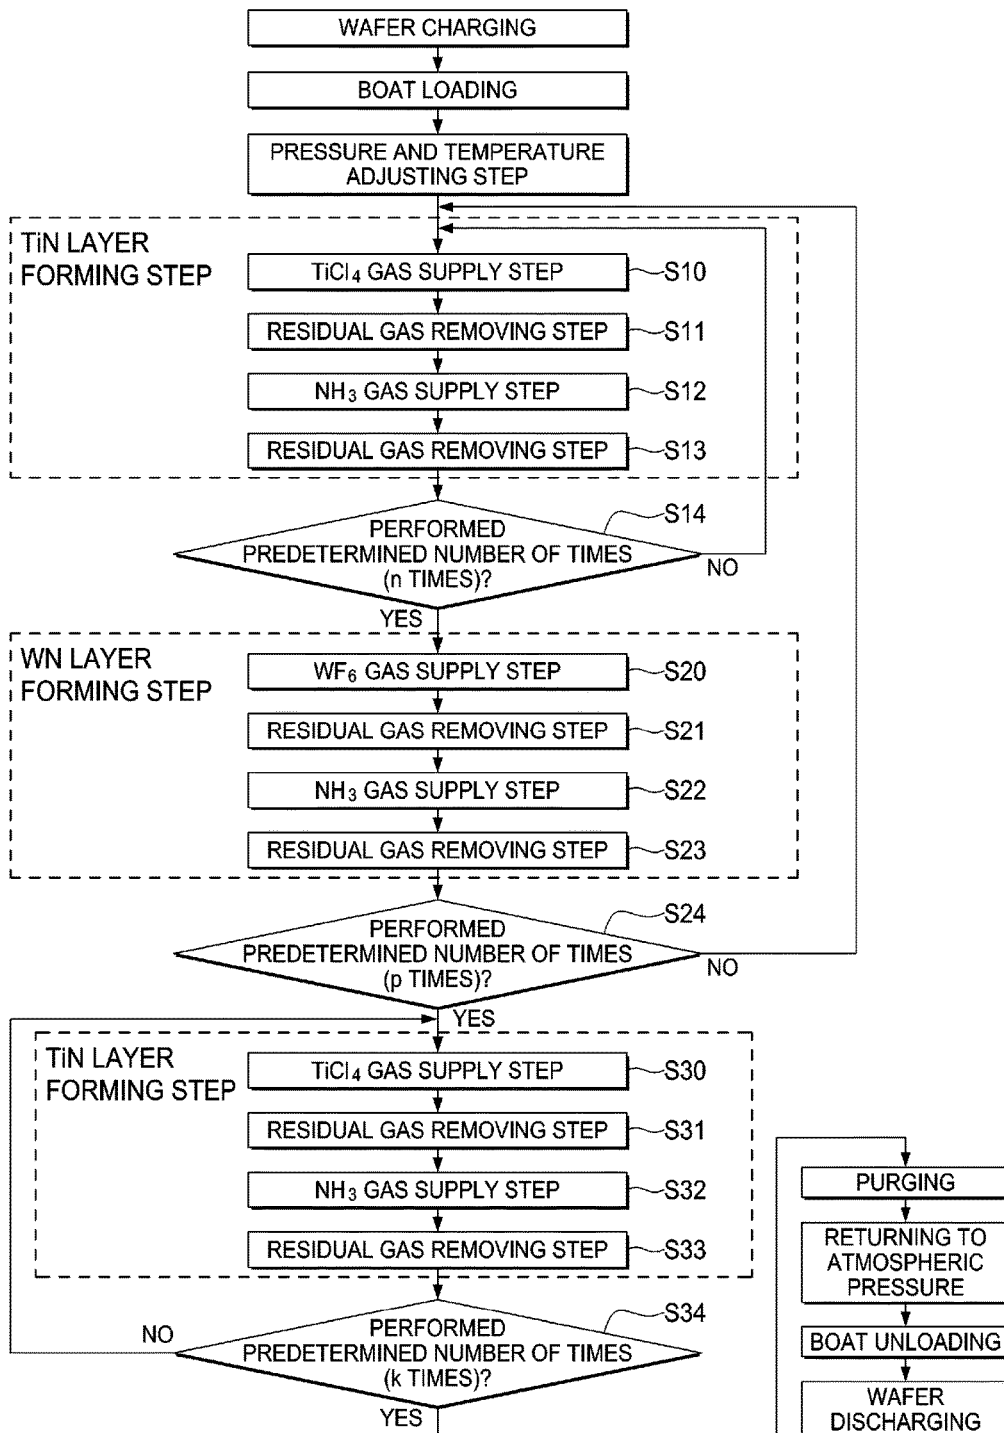 WAFER CHARGING
BOAT LOADING
PRESSURE AND TEMPERATURE
ADJUSTING STEP
TiN LAYER
FORMING STEP
TiCl4 GAS SUPPLY STEP
S10
RESIDUAL GAS REMOVING STEP
S11
NH3 GAS SUPPLY STEP
S12
RESIDUAL GAS REMOVING STEP
S13
S14
PERFORMED
PREDETERMINED NUMBER OF TIMES
(n TIMES)?
NO
YES
WN LAYER
FORMING STEP
WF6 GAS SUPPLY STEP
S20
RESIDUAL GAS REMOVING STEP
S21
NH3 GAS SUPPLY STEP
S22
RESIDUAL GAS REMOVING STEP
S23
S24
PERFORMED
PREDETERMINED NUMBER OF TIMES
(p TIMES)?
NO
YES
TiN LAYER
FORMING STEP
TiCl4 GAS SUPPLY STEP
S30
RESIDUAL GAS REMOVING STEP
S31
NH3 GAS SUPPLY STEP
S32
RESIDUAL GAS REMOVING STEP
S33
S34
PERFORMED
PREDETERMINED NUMBER OF TIMES
(k TIMES)?
NO
YES
PURGING
RETURNING TO
ATMOSPHERIC
PRESSURE
BOAT UNLOADING
WAFER
DISCHARGING